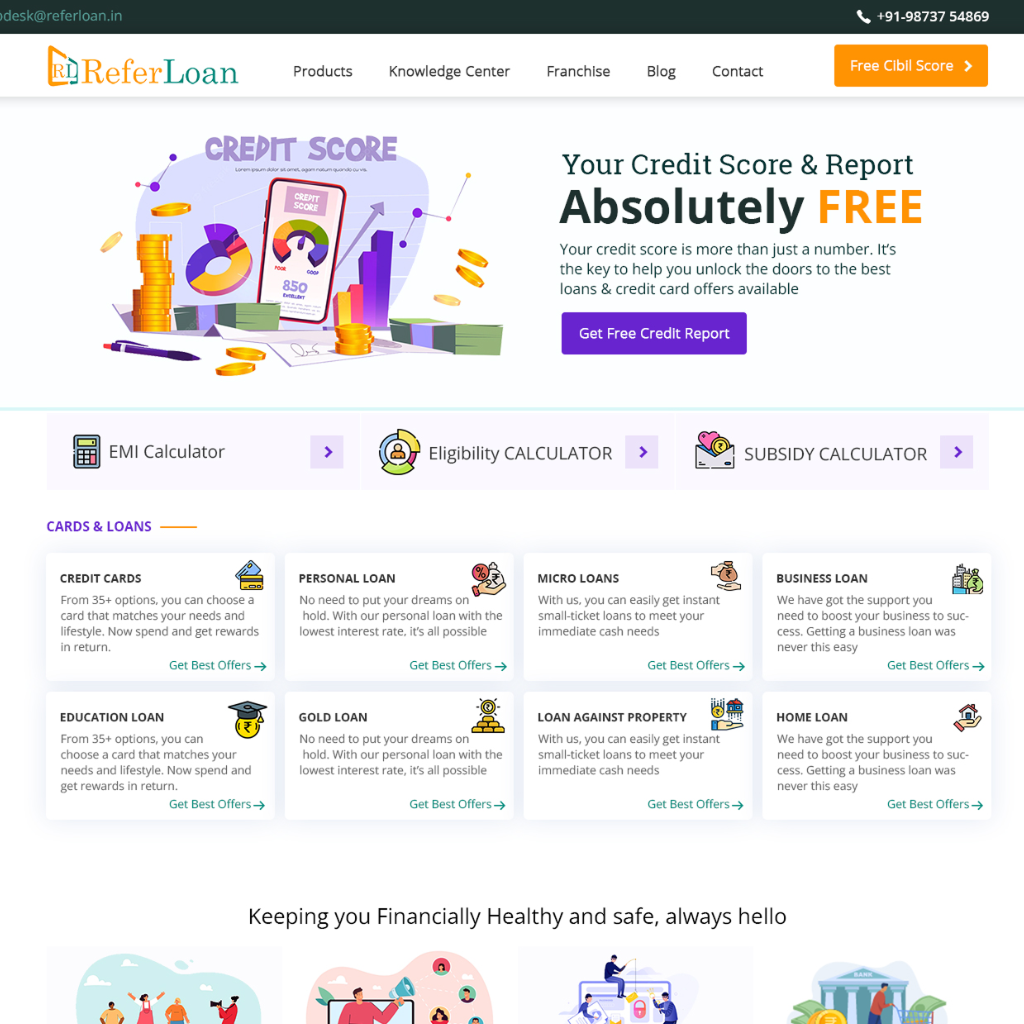 pdesk@referloan.in
+91-98737 54869
RL ReferLoan
Products
Knowledge Center
Franchise
Blog
Contact
Free Cibil Score
CREDIT SCORE
Lorem ipsum dolor sit amet, agam natum quando cu vis.
CREDIT
SCORE
POOR
GOOD
850
EXCELLENT
Your Credit Score & Report
Absolutely FREE
Your credit score is more than just a number. It’s
the key to help you unlock the doors to the best
loans & credit card offers available
Get Free Credit Report
EMI Calculator
Eligibility CALCULATOR
SUBSIDY CALCULATOR
CARDS & LOANS
CREDIT CARDS
From 35+ options, you can choose a
card that matches your needs and
lifestyle. Now spend and get rewards
in return.
Get Best Offers
PERSONAL LOAN
No need to put your dreams on
hold. With our personal loan with the
lowest interest rate, it’s all possible
Get Best Offers
MICRO LOANS
With us, you can easily get instant
small-ticket loans to meet your
immediate cash needs
Get Best Offers
BUSINESS LOAN
We have got the support you
need to boost your business to suc-
cess. Getting a business loan was
never this easy
Get Best Offers
EDUCATION LOAN
From 35+ options, you can
choose a card that matches your
needs and lifestyle. Now spend and
get rewards in return.
Get Best Offers
GOLD LOAN
No need to put your dreams on
hold. With our personal loan with the
lowest interest rate, it’s all possible
Get Best Offers
LOAN AGAINST PROPERTY
With us, you can easily get instant
small-ticket loans to meet your
immediate cash needs
Get Best Offers
HOME LOAN
We have got the support you
need to boost your business to suc-
cess. Getting a business loan was
never this easy
Get Best Offers
Keeping you Financially Healthy and safe, always hello
BANK